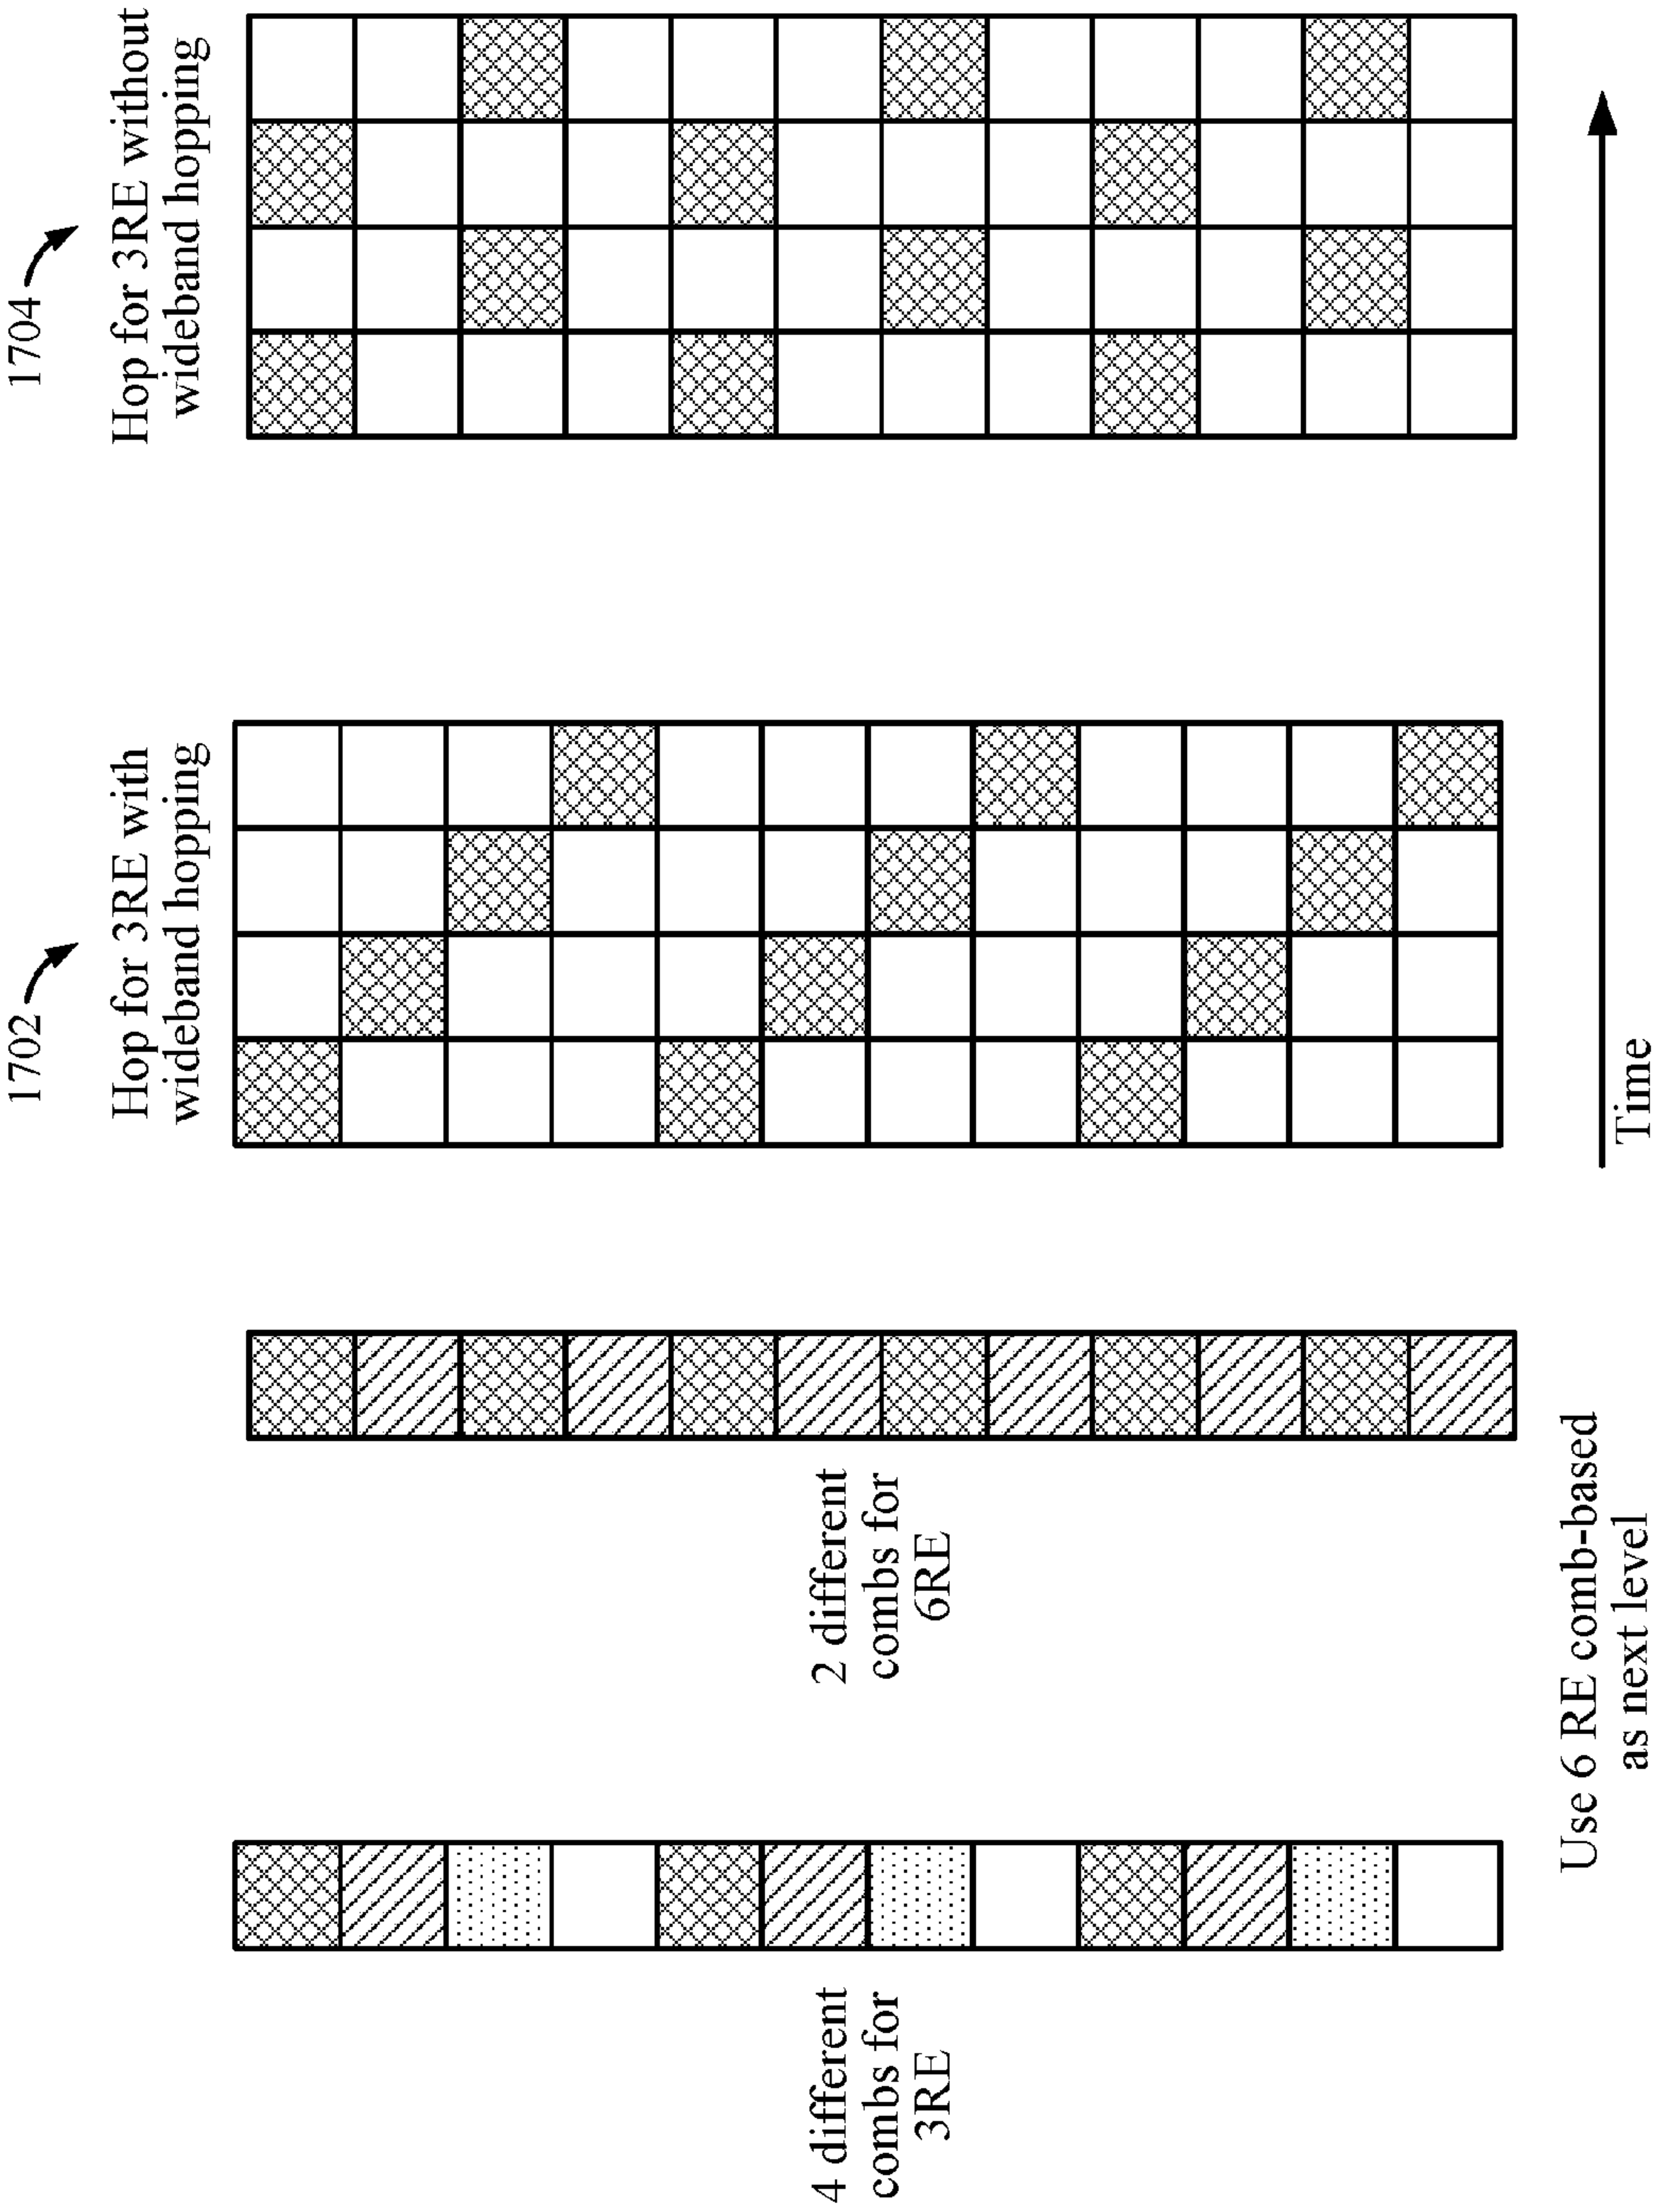 1702
Hop for 3RE with
wideband hopping
1704
Hop for 3RE without
wideband hopping
4 different
combs for
3RE
2 different
combs for
6RE
Use 6 RE comb-based
as next level
Time